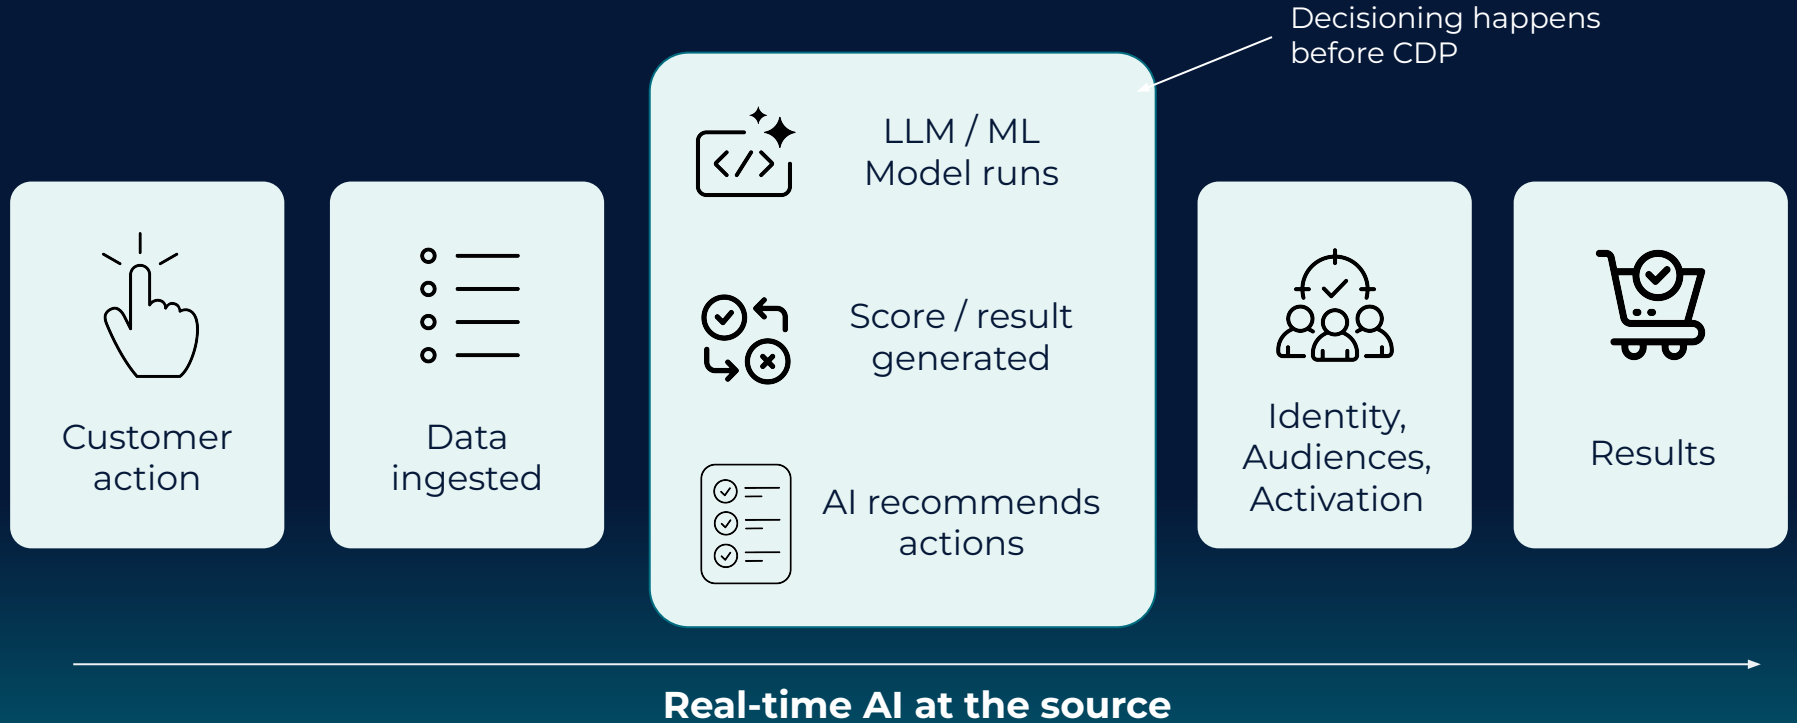 Decisioning happens
before CDP
Customer
action
Data
ingested
LLM / ML
Model runs
Score / result
generated
AI recommends
actions
Identity,
Audiences,
Activation
Results
Real-time AI at the source